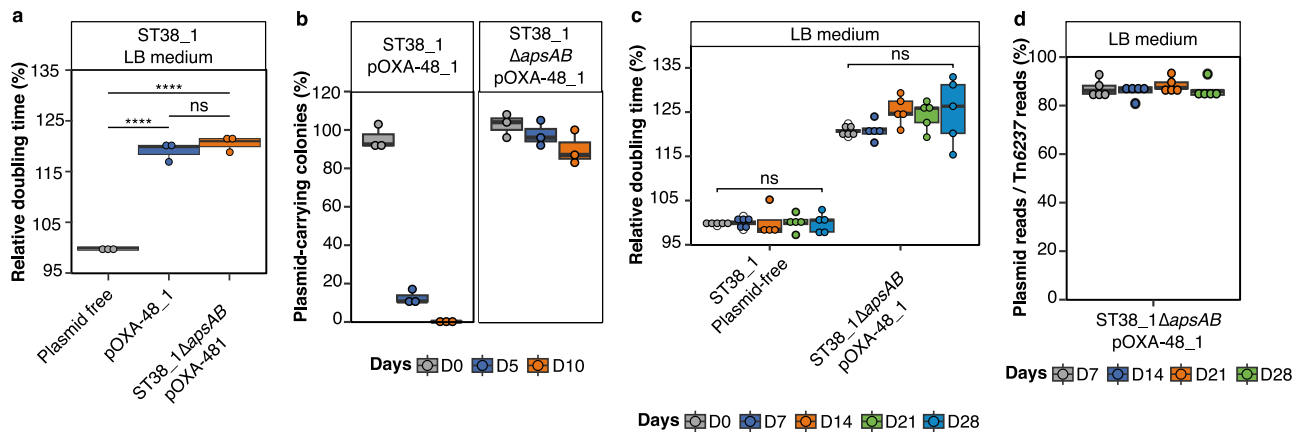 a
ST38_1
LB medium
Relative doubling time (%)
135
125
115
105
95
****
ns
****
Plasmid free
pOXA-48_1
ST38_1ΔapsAB
pOXA-481
b
ST38_1
pOXA-48_1
ST38_1
ΔapsAB
pOXA-48_1
Plasmid-carrying colonies (%)
120
100
80
60
40
20
0
Days D0 D5 D10
c
LB medium
Relative doubling time (%)
135
125
115
105
95
ns
ns
ST38_1
Plasmid-free
ST38_1ΔapsAB
pOXA-48_1
Days D0 D7 D14 D21 D28
d
LB medium
Plasmid reads / Tn6237 reads (%)
100
80
60
40
20
0
ST38_1ΔapsAB
pOXA-48_1
Days D7 D14 D21 D28